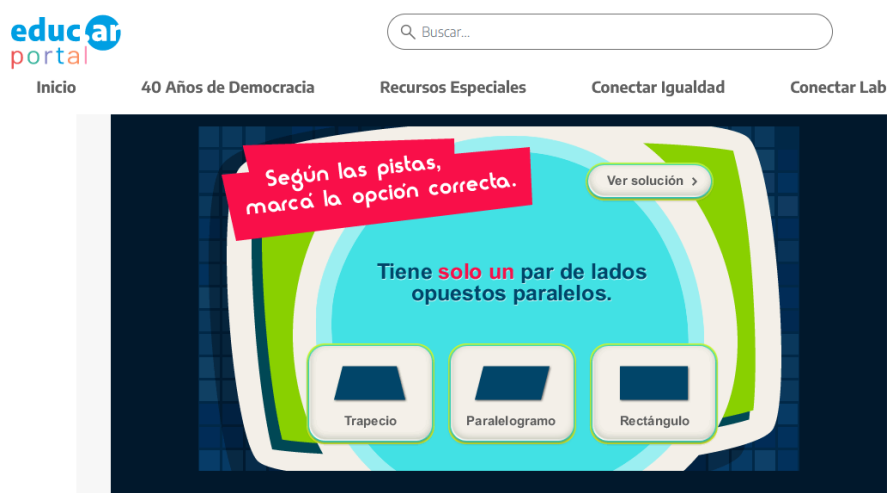 educ.ar
portal
Buscar...
Inicio
40 Años de Democracia
Recursos Especiales
Conectar Igualdad
Conectar Lab
Según las pistas,
marcá la opción correcta.
Ver solución >
Tiene solo un par de lados
opuestos paralelos.
Trapecio
Paralelogramo
Rectángulo